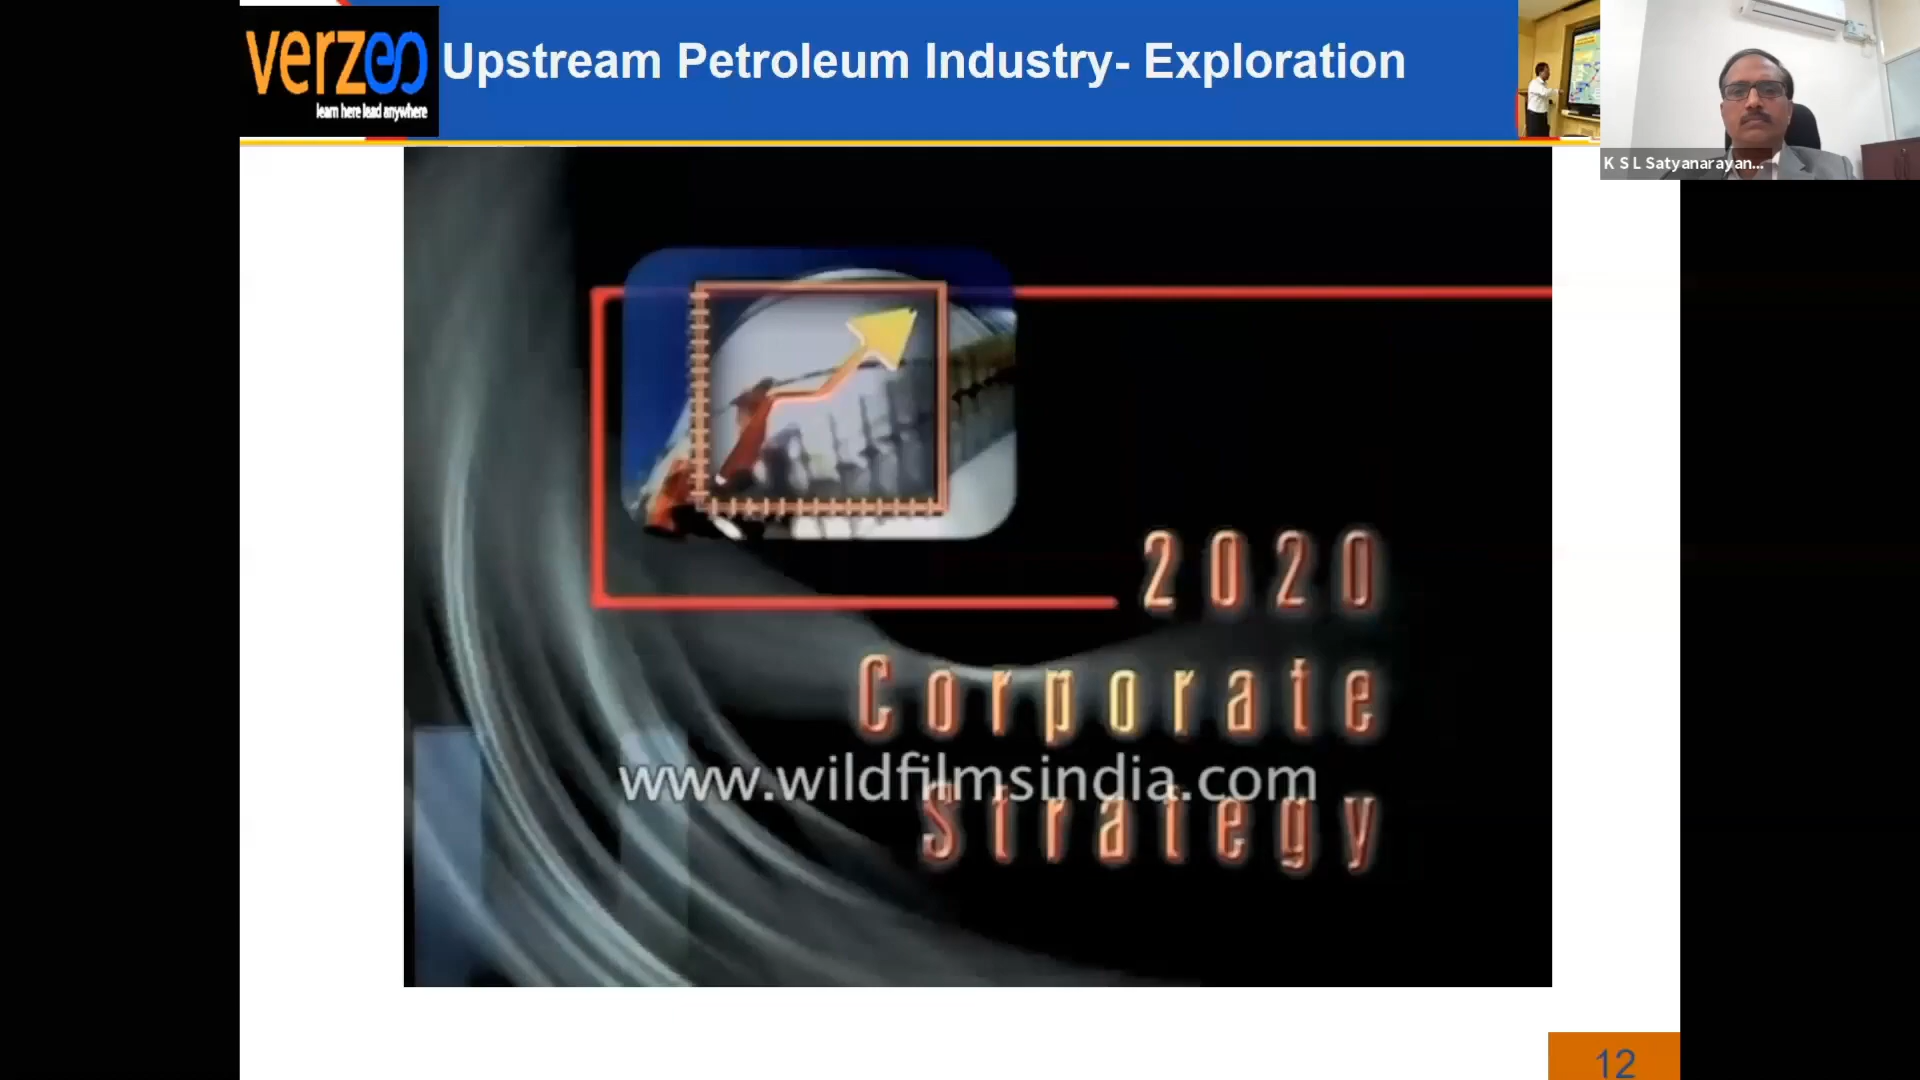 verzeo
learn here lead anywhere
Upstream Petroleum Industry- Exploration
K S L Satyanarayan...
2020
Corporate
www.wildfilmsindia.com
Strategy
12